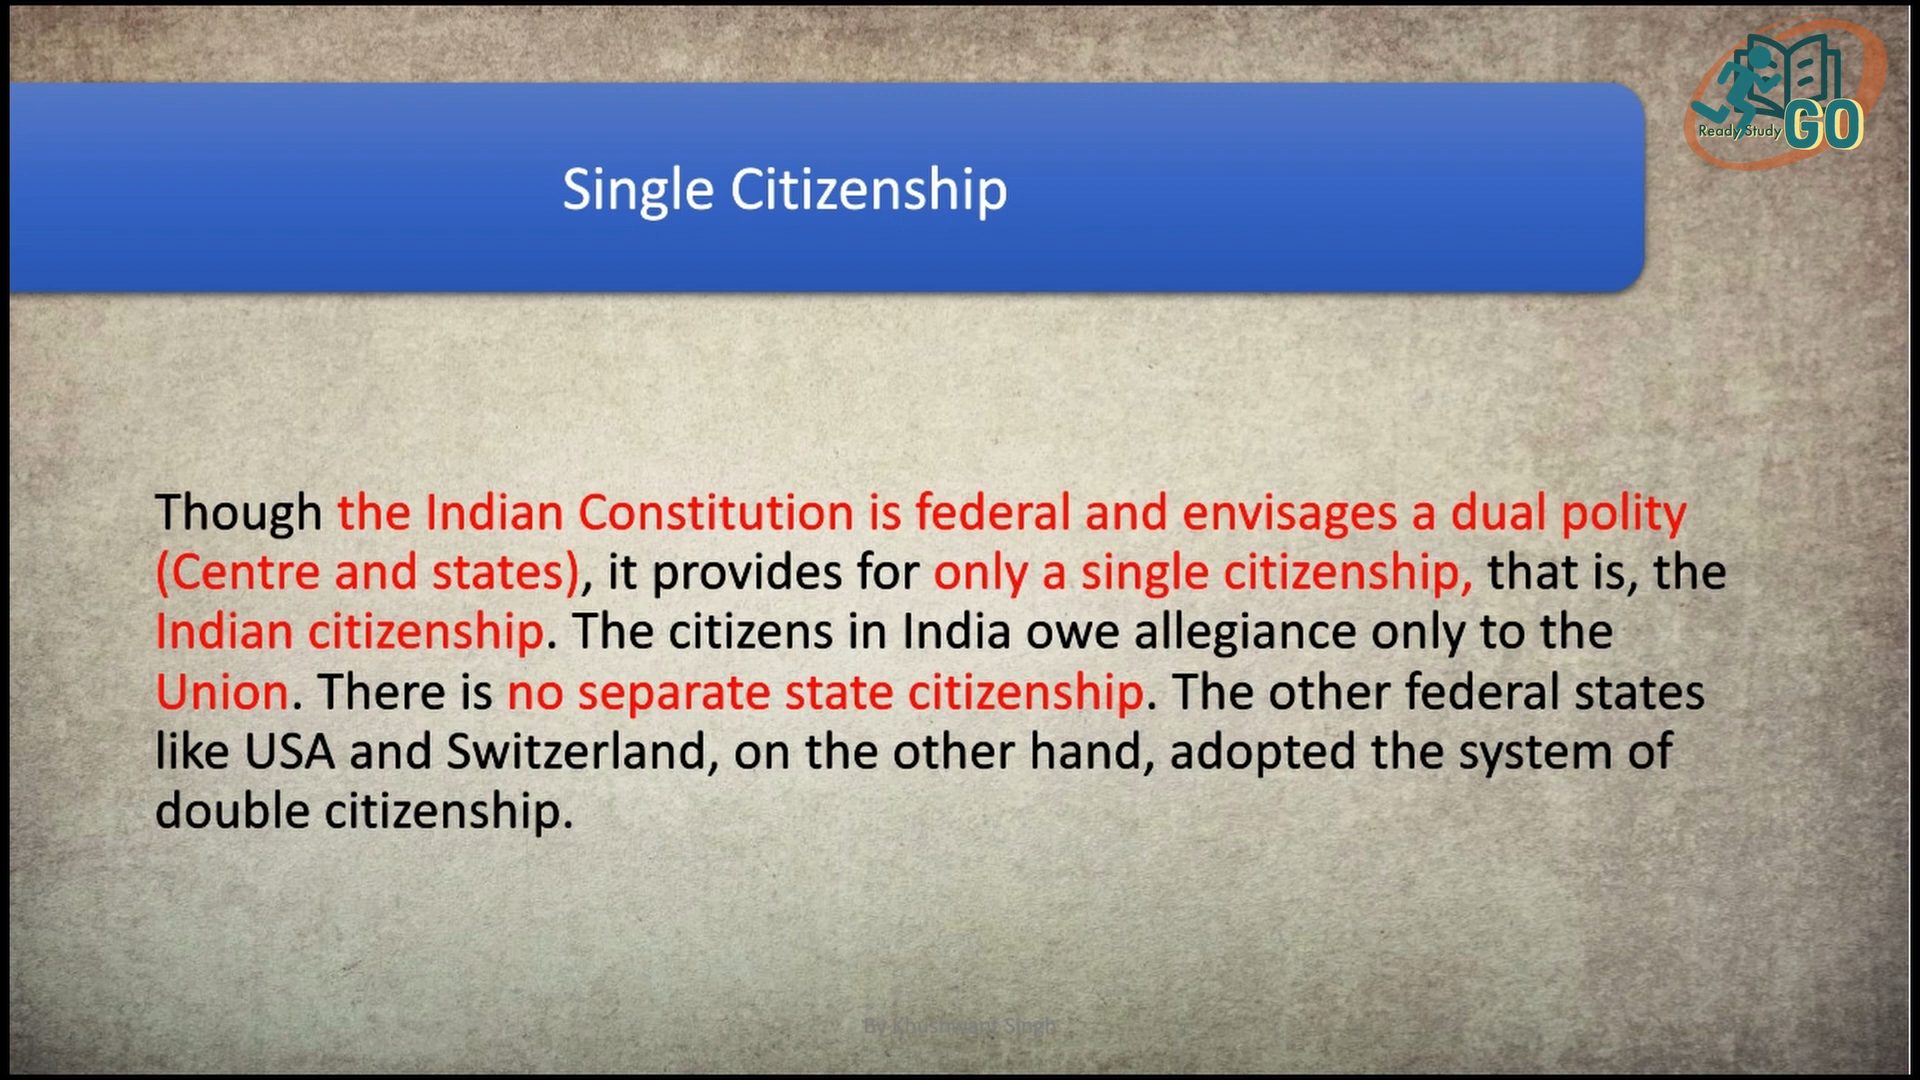 Ready Study GO
Single Citizenship
Though the Indian Constitution is federal and envisages a dual polity
(Centre and states), it provides for only a single citizenship, that is, the
Indian citizenship. The citizens in India owe allegiance only to the
Union. There is no separate state citizenship. The other federal states
like USA and Switzerland, on the other hand, adopted the system of
double citizenship.
By Khushwant Singh